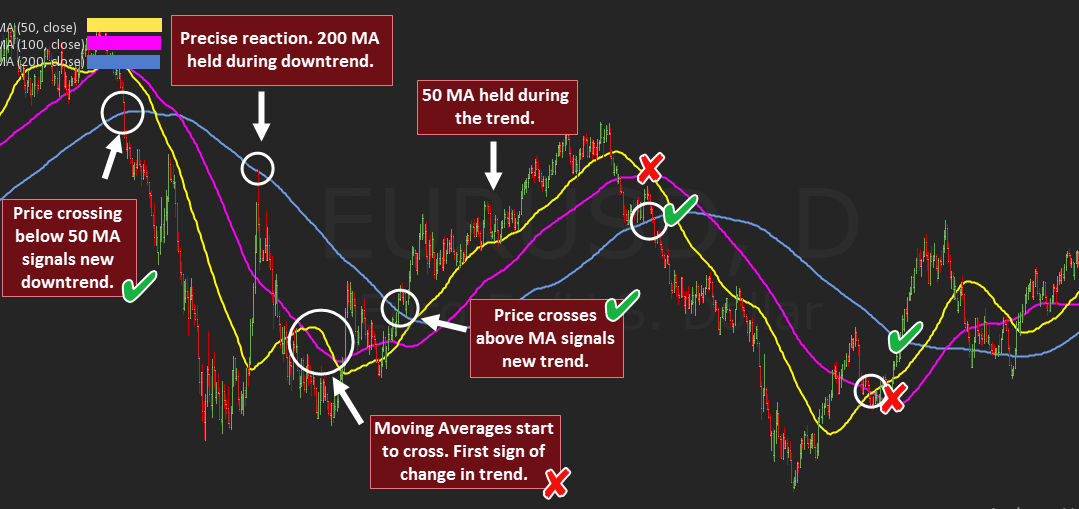 MA (50, close)
MA (100, close)
MA (200, close)
Precise reaction. 200 MA
held during downtrend.
50 MA held during
the trend.
EURUSD, D
Price crossing
below 50 MA
signals new
downtrend.
Price crosses
above MA signals
new trend.
S. Dollar
Moving Averages start
to cross. First sign of
change in trend.